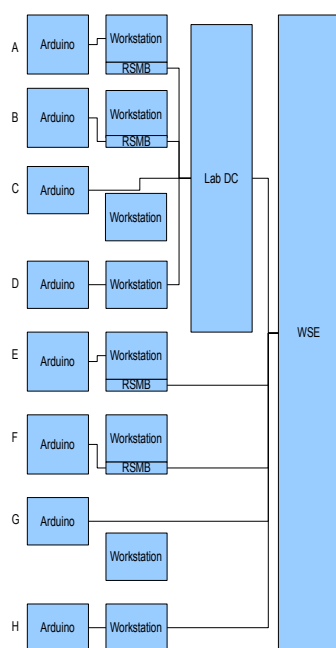 A
Arduino
Workstation
RSMB
B
Arduino
Workstation
RSMB
C
Arduino
Workstation
Lab DC
D
Arduino
Workstation
E
Arduino
Workstation
RSMB
WSE
F
Arduino
Workstation
RSMB
G
Arduino
Workstation
H
Arduino
Workstation